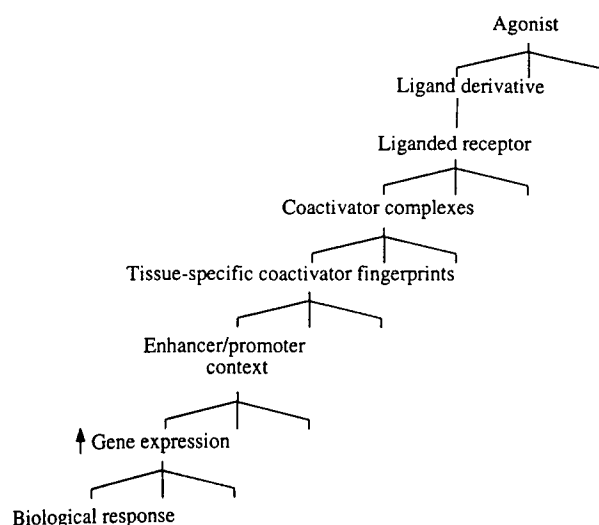 Agonist
Ligand derivative
Liganded receptor
Coactivator complexes
Tissue-specific coactivator fingerprints
Enhancer/promoter
context
Gene expression
Biological response